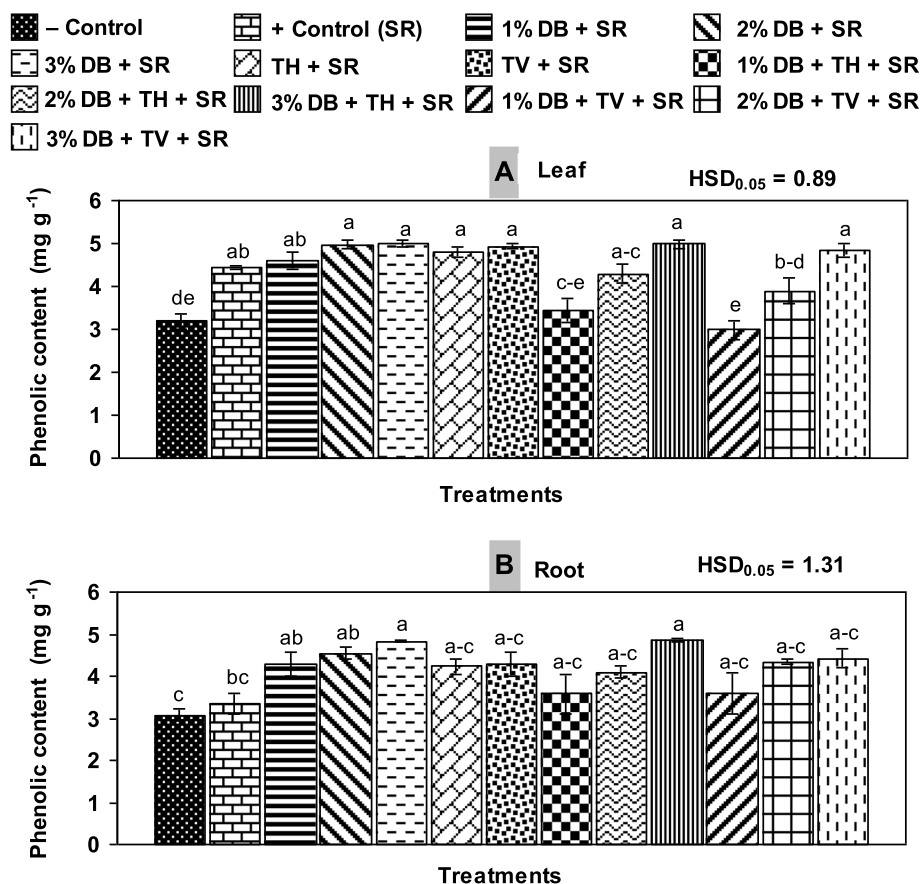 – Control + Control (SR) 1% DB + SR 2% DB + SR
3% DB + SR TH + SR TV + SR 1% DB + TH + SR
2% DB + TH + SR 3% DB + TH + SR 1% DB + TV + SR 2% DB + TV + SR
3% DB + TV + SR
A Leaf HSD0.05 = 0.89
Phenolic content (mg g-1)
6
5
4
3
2
1
0
de ab ab a a a a c-e a-c a e b-d a
Treatments
B Root HSD0.05 = 1.31
Phenolic content (mg g-1)
6
5
4
3
2
1
0
c bc ab ab a a-c a-c a-c a-c a a-c a-c a-c
Treatments